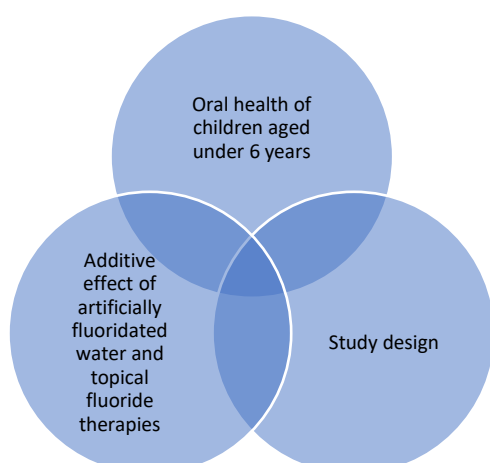 Oral health of
children aged
under 6 years
Additive
effect of
artificially
fluoridated
water and
topical
fluoride
therapies
Study design